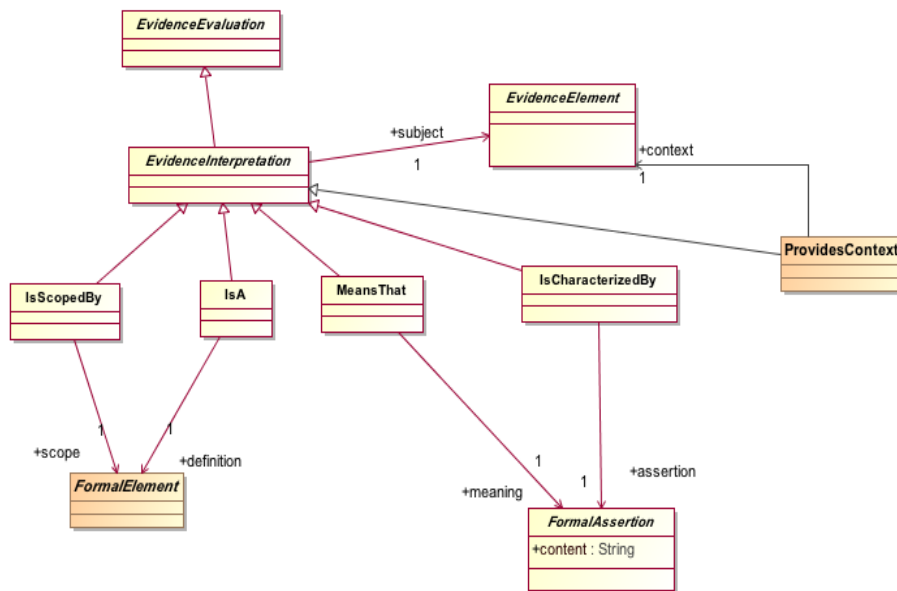 EvidenceEvaluation
EvidenceElement
+subject
1
+context
1
EvidenceInterpretation
ProvidesContext
IsScopedBy
IsA
MeansThat
IsCharacterizedBy
1
+scope
1
+definition
1
+meaning
1
+assertion
FormalElement
FormalAssertion
+content : String